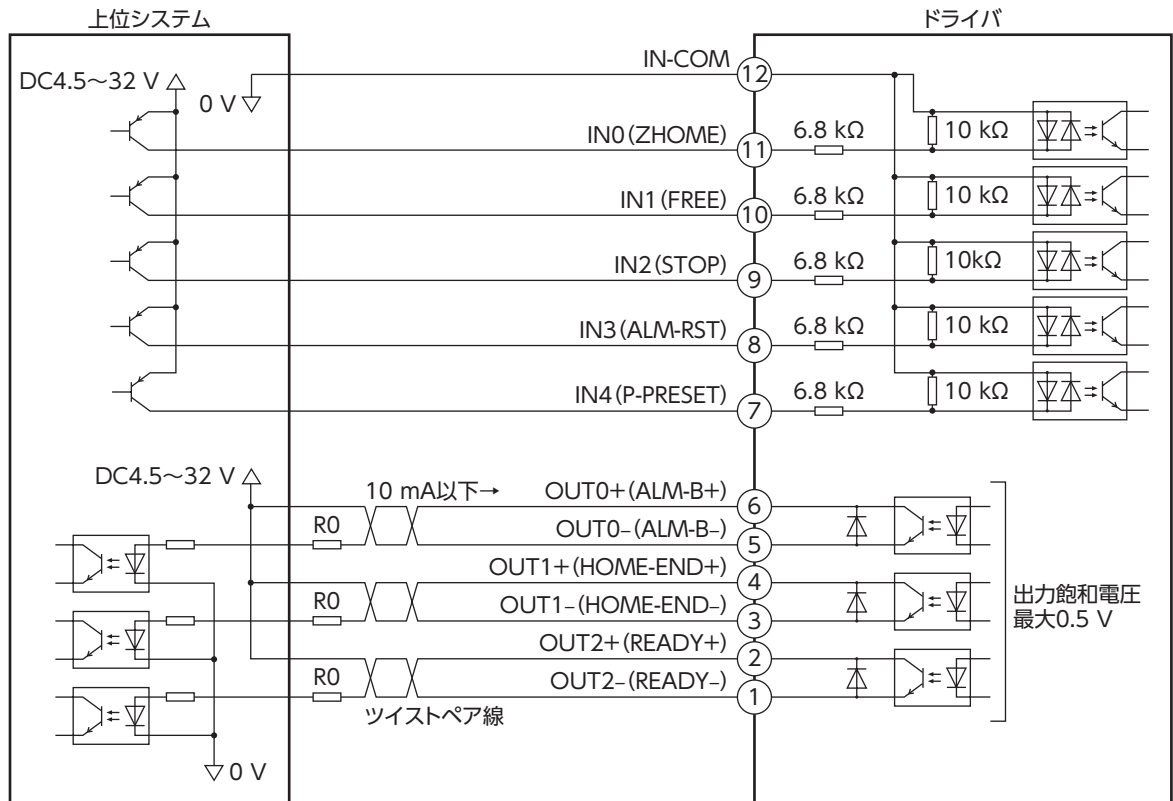 上位システム
ドライバ
DC4.5～32 V
0 V
IN-COM
12
IN0(ZHOME)
11
6.8 kΩ
10 kΩ
IN1(FREE)
10
6.8 kΩ
10 kΩ
IN2(STOP)
9
6.8 kΩ
10kΩ
IN3(ALM-RST)
8
6.8 kΩ
10 kΩ
IN4(P-PRESET)
7
6.8 kΩ
10 kΩ
DC4.5～32 V
10 mA以下→
OUT0+(ALM-B+)
6
R0
OUT0–(ALM-B–)
5
OUT1+(HOME-END+)
4
R0
OUT1–(HOME-END–)
3
OUT2+(READY+)
2
R0
OUT2–(READY–)
1
ツイストペア線
出力飽和電圧
最大0.5 V
0 V